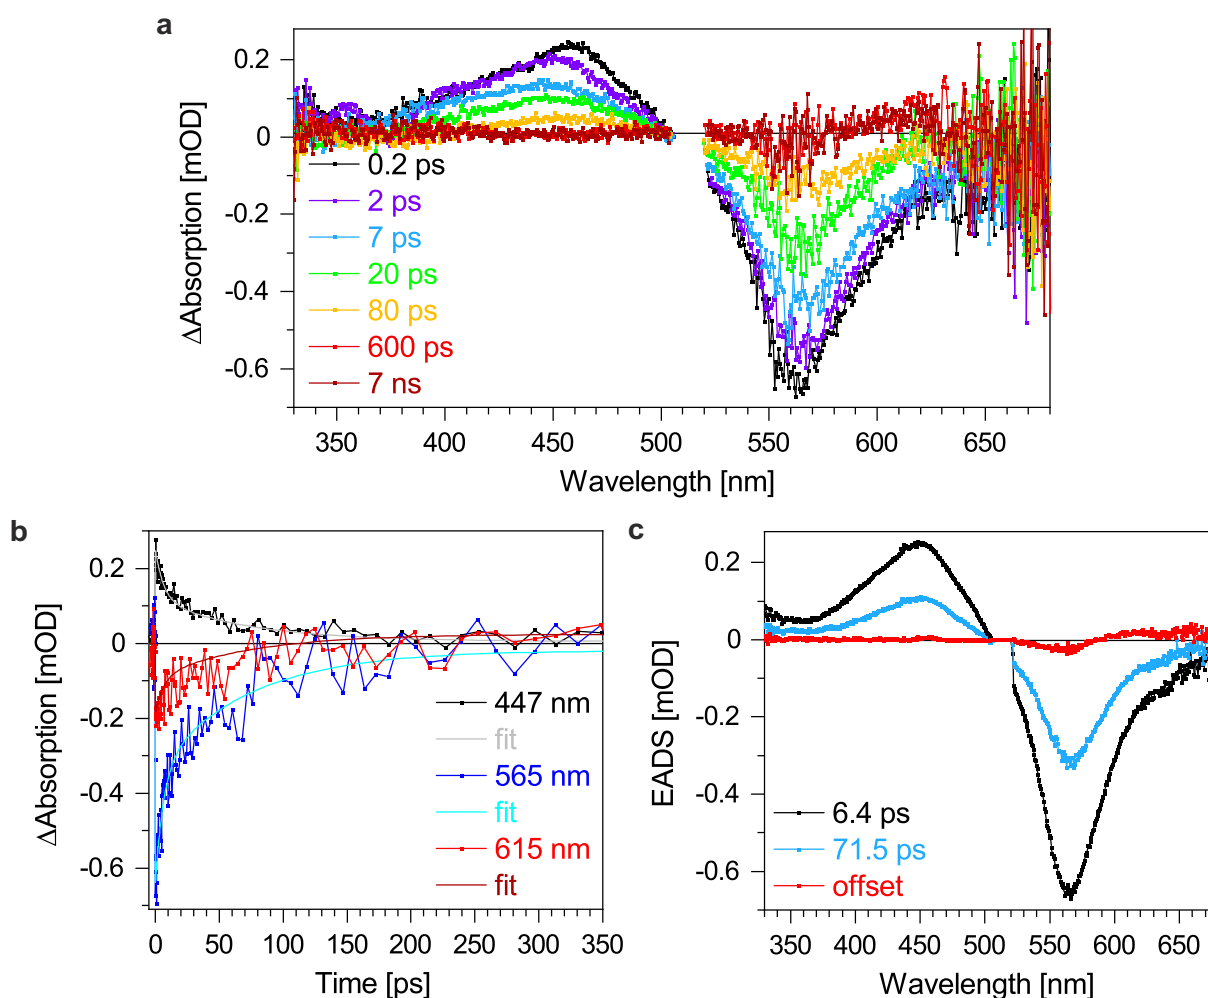 a
ΔAbsorption [mOD]
0.2
0
-0.2
-0.4
-0.6
0.2 ps
2 ps
7 ps
20 ps
80 ps
600 ps
7 ns
350 400 450 500 550 600 650
Wavelength [nm]
b
ΔAbsorption [mOD]
0.2
0
-0.2
-0.4
-0.6
447 nm
fit
565 nm
fit
615 nm
fit
0 50 100 150 200 250 300 350
Time [ps]
c
EADS [mOD]
0.2
0
-0.2
-0.4
-0.6
6.4 ps
71.5 ps
offset
350 400 450 500 550 600 650
Wavelength [nm]